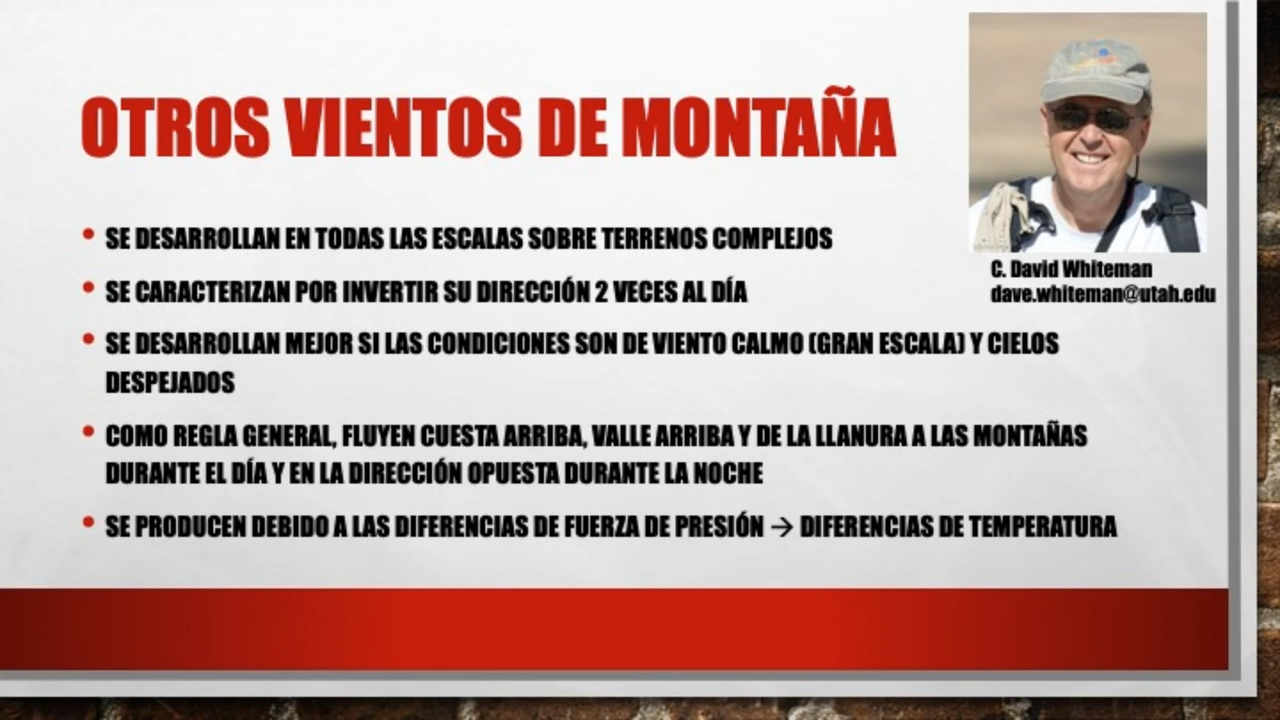 OTROS VIENTOS DE MONTAÑA
C. David Whiteman
dave.whiteman@utah.edu
• SE DESARROLLAN EN TODAS LAS ESCALAS SOBRE TERRENOS COMPLEJOS
• SE CARACTERIZAN POR INVERTIR SU DIRECCIÓN 2 VECES AL DÍA
• SE DESARROLLAN MEJOR SI LAS CONDICIONES SON DE VIENTO CALMO (GRAN ESCALA) Y CIELOS
DESPEJADOS
• COMO REGLA GENERAL, FLUYEN CUESTA ARRIBA, VALLE ARRIBA Y DE LA LLANURA A LAS MONTAÑAS
DURANTE EL DÍA Y EN LA DIRECCIÓN OPUESTA DURANTE LA NOCHE
• SE PRODUCEN DEBIDO A LAS DIFERENCIAS DE FUERZA DE PRESIÓN → DIFERENCIAS DE TEMPERATURA